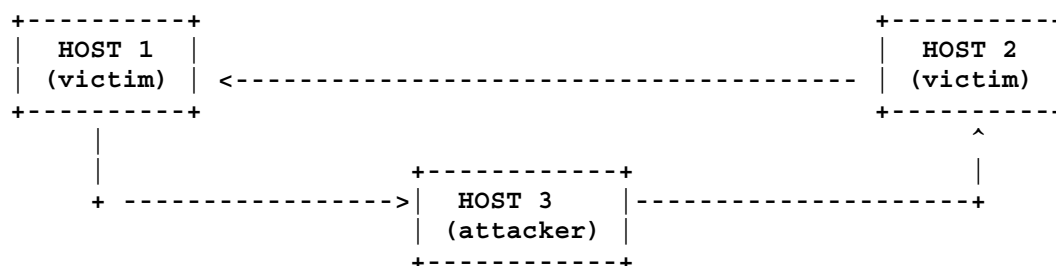 HOST 1
(victim)
HOST 2
(victim)
HOST 3
(attacker)